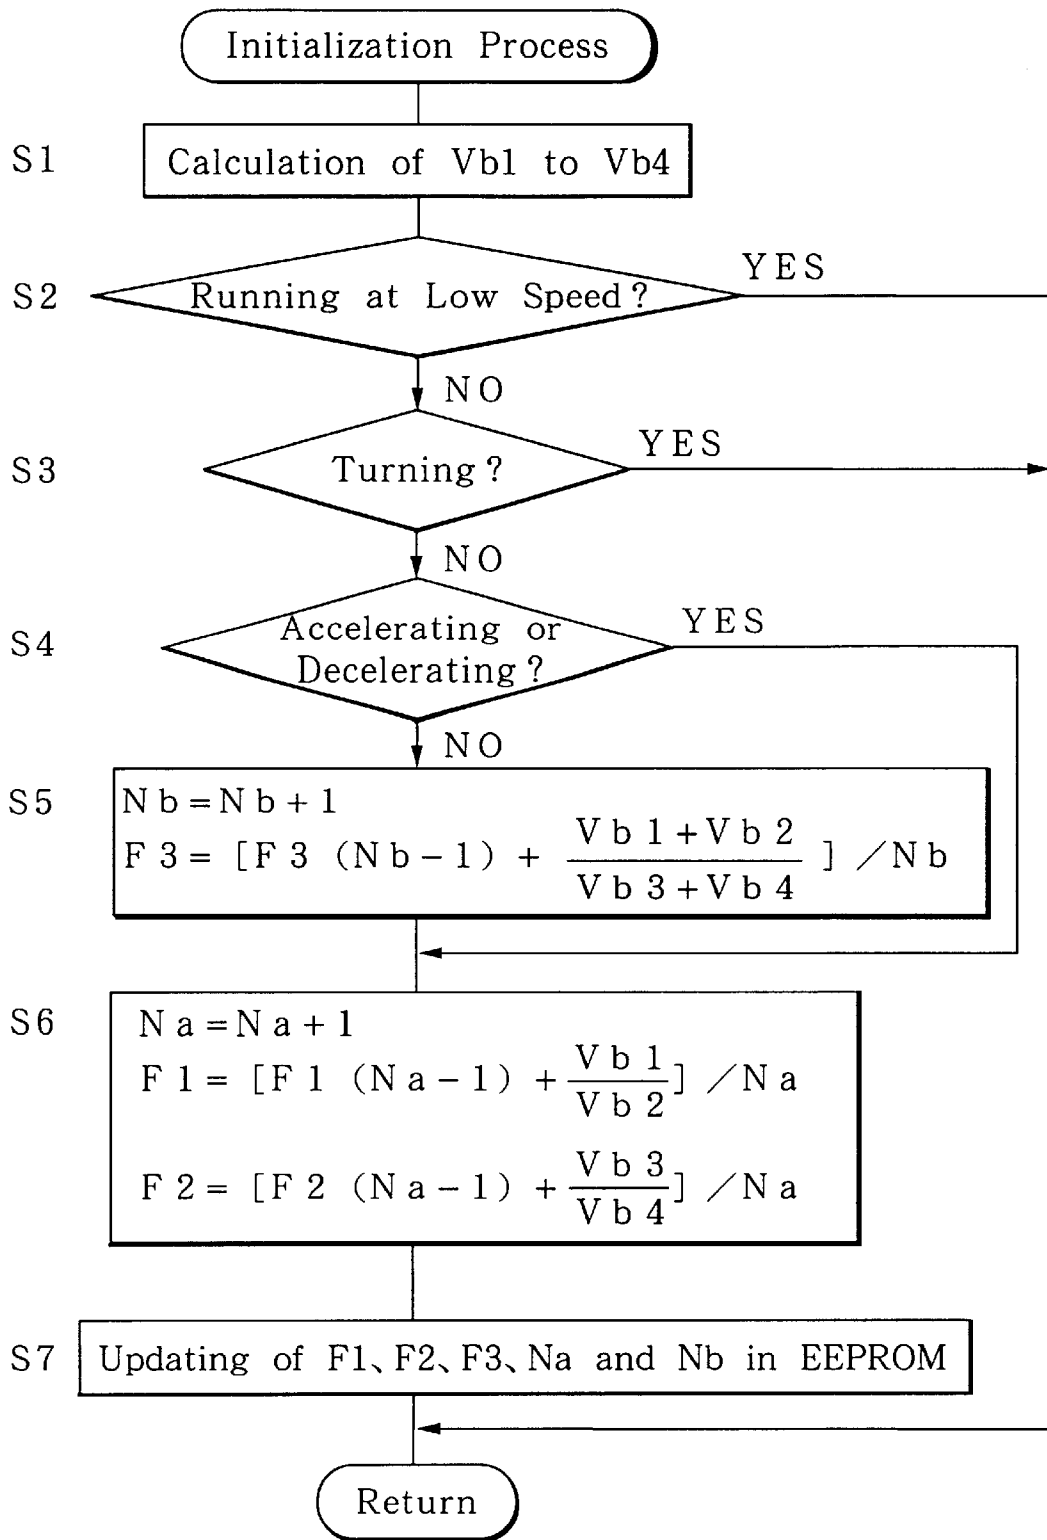 Initialization Process
S1
Calculation of Vb1 to Vb4
S2
Running at Low Speed?
YES
NO
S3
Turning?
YES
NO
S4
Accelerating or
Decelerating?
YES
NO
S5
Nb=Nb+1
F3= [F3 (Nb-1) + (Vb1+Vb2)/(Vb3+Vb4) ] /Nb
S6
Na=Na+1
F1= [F1 (Na-1) + Vb1/Vb2] /Na
F2= [F2 (Na-1) + Vb3/Vb4] /Na
S7
Updating of F1、F2、F3、Na and Nb in EEPROM
Return